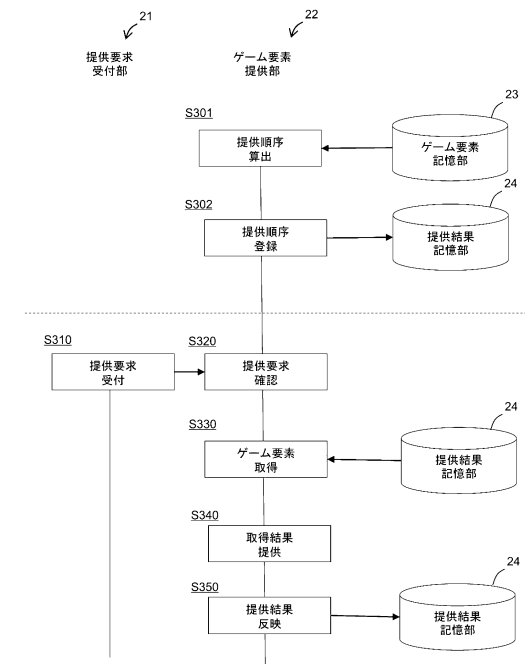 21
22
提供要求
受付部
ゲーム要素
提供部
S301
23
提供順序
算出
ゲーム要素
記憶部
S302
24
提供順序
登録
提供結果
記憶部
S310
S320
提供要求
受付
提供要求
確認
S330
24
ゲーム要素
取得
提供結果
記憶部
S340
取得結果
提供
S350
24
提供結果
反映
提供結果
記憶部